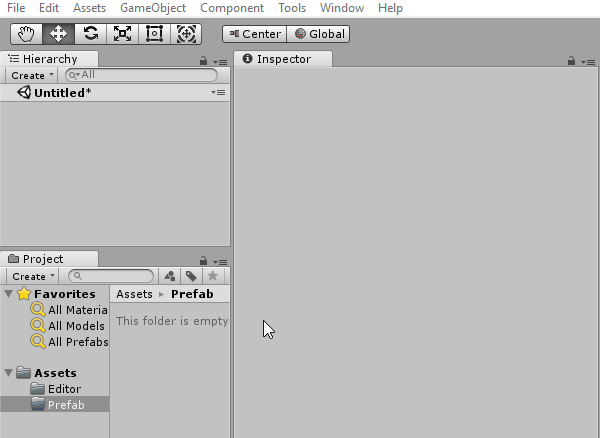 File Edit Assets GameObject Component Tools Window Help
Center Global
Hierarchy
Inspector
Create All
Untitled*
Project
Create
Favorites
Assets ▸ Prefab
All Materia
This folder is empty
All Models
All Prefabs
Assets
Editor
Prefab